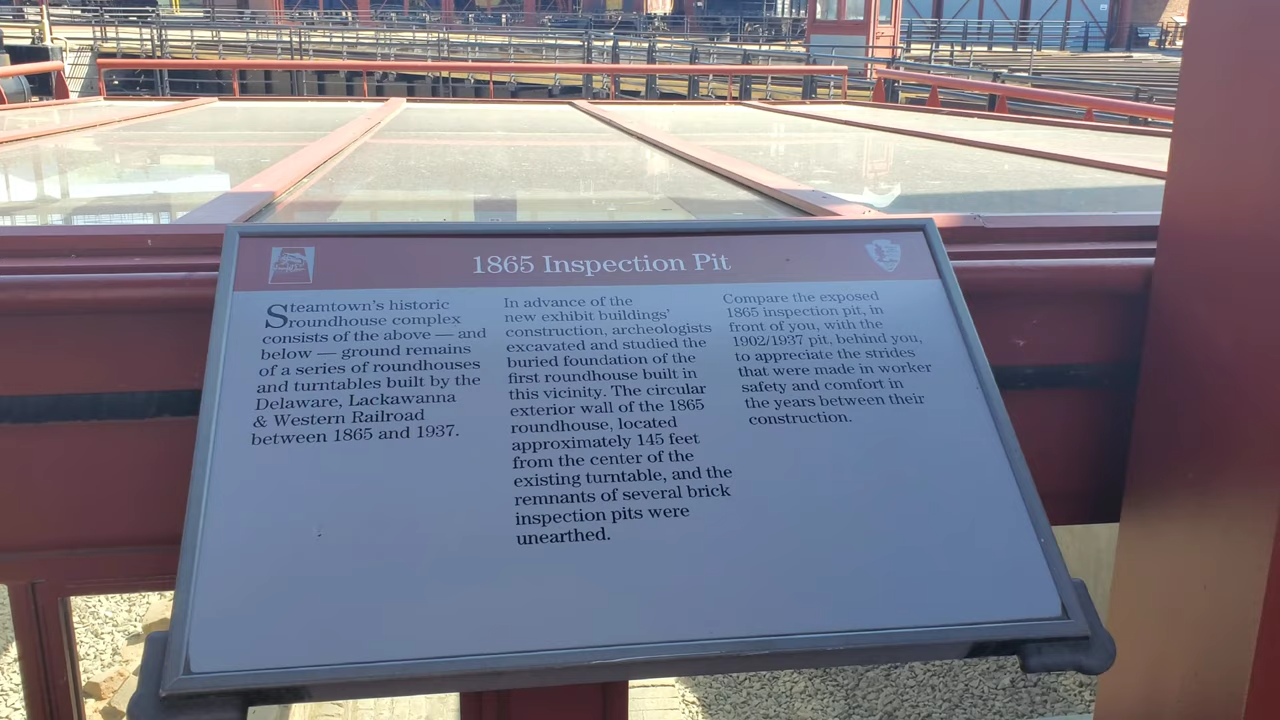 1865 Inspection Pit
Steamtown's historic
roundhouse complex
consists of the above — and
below — ground remains
of a series of roundhouses
and turntables built by the
Delaware, Lackawanna
& Western Railroad
between 1865 and 1937.
In advance of the
new exhibit buildings'
construction, archeologists
excavated and studied the
buried foundation of the
first roundhouse built in
this vicinity. The circular
exterior wall of the 1865
roundhouse, located
approximately 145 feet
from the center of the
existing turntable, and the
remnants of several brick
inspection pits were
unearthed.
Compare the exposed
1865 inspection pit, in
front of you, with the
1902/1937 pit, behind you,
to appreciate the strides
that were made in worker
safety and comfort in
the years between their
construction.